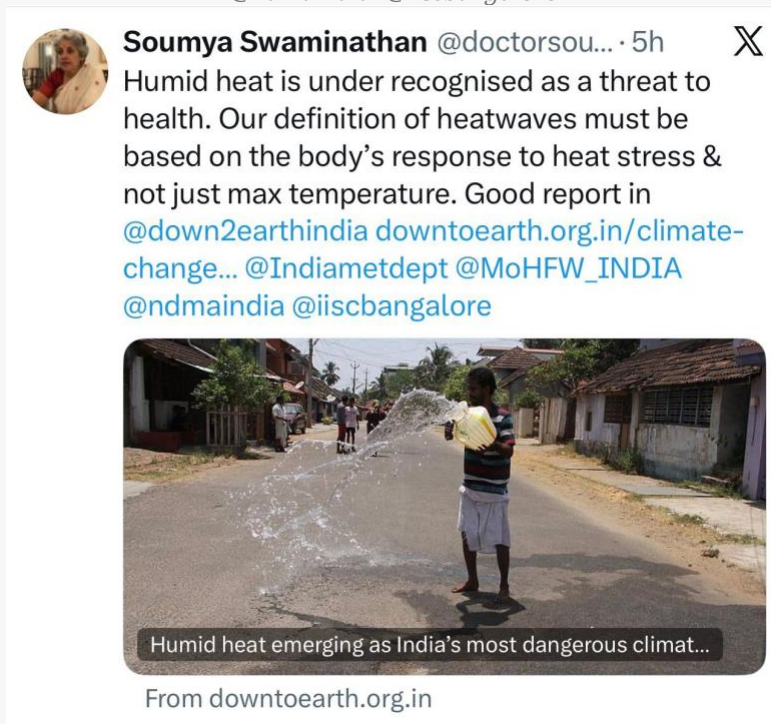 Soumya Swaminathan @doctorsou... · 5h
Humid heat is under recognised as a threat to
health. Our definition of heatwaves must be
based on the body's response to heat stress &
not just max temperature. Good report in
@down2earthindia downtoearth.org.in/climate-
change... @Indiametdept @MoHFW_INDIA
@ndmaindia @iiscbangalore
Humid heat emerging as India's most dangerous climat...
From downtoearth.org.in